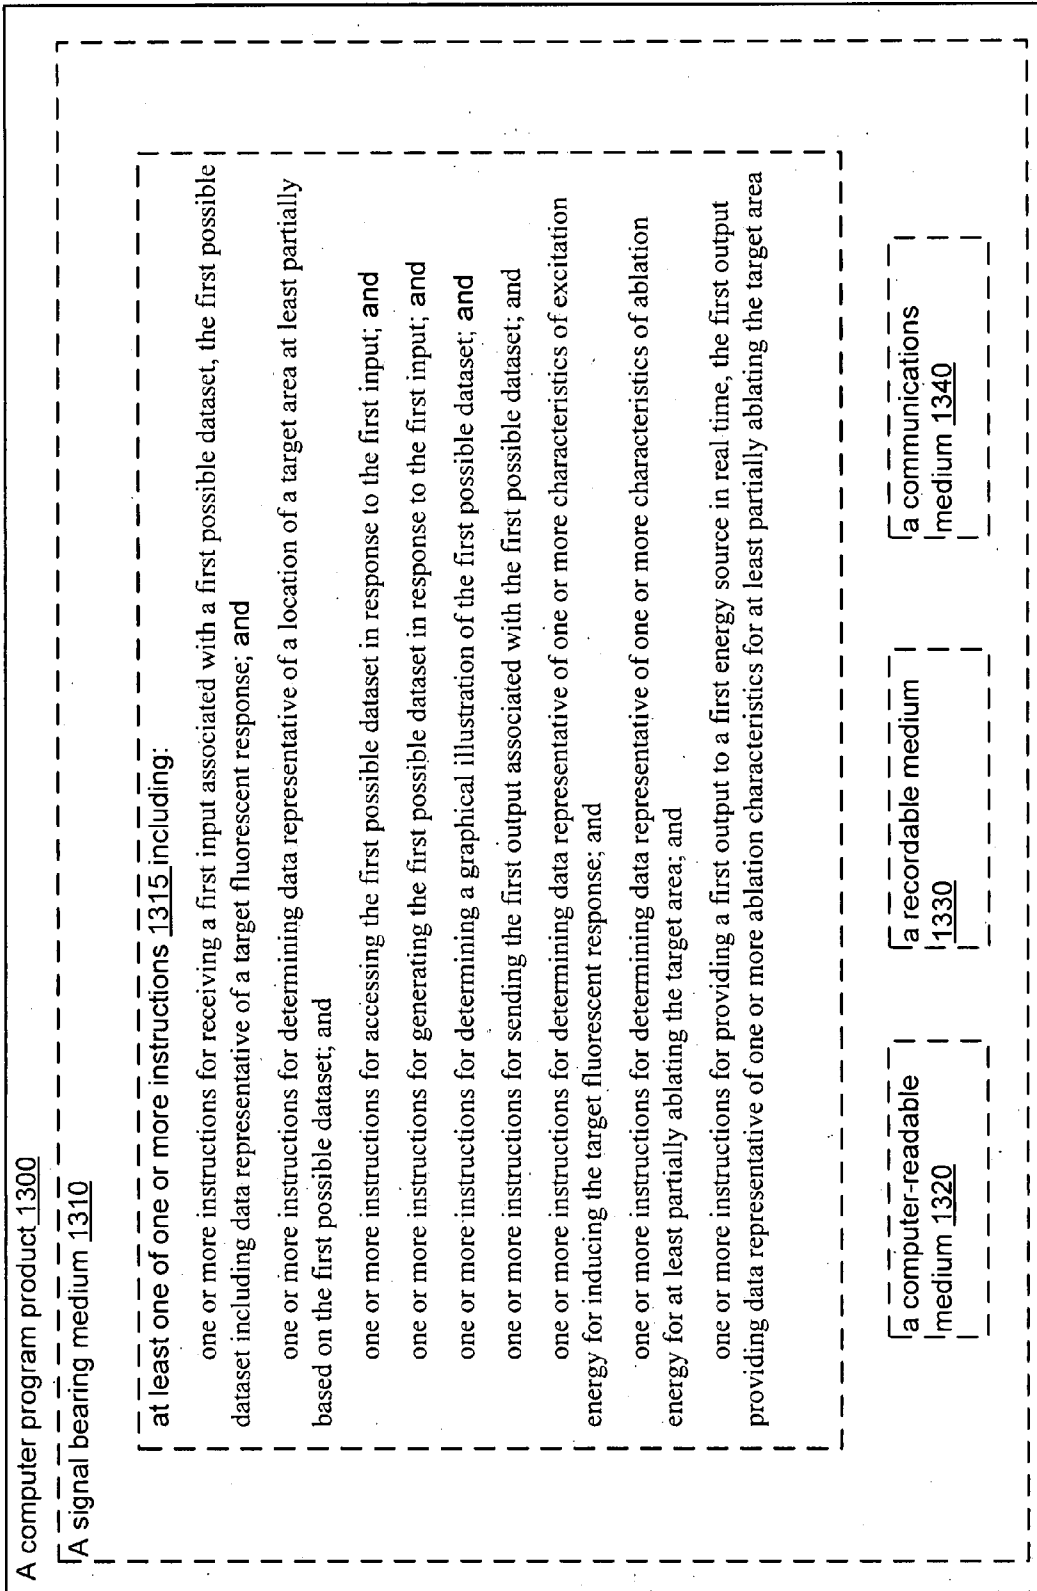 A computer program product 1300
A signal bearing medium 1310
at least one of one or more instructions 1315 including:
one or more instructions for receiving a first input associated with a first possible dataset, the first possible
dataset including data representative of a target fluorescent response; and
one or more instructions for determining data representative of a location of a target area at least partially
based on the first possible dataset; and
one or more instructions for accessing the first possible dataset in response to the first input; and
one or more instructions for generating the first possible dataset in response to the first input; and
one or more instructions for determining a graphical illustration of the first possible dataset; and
one or more instructions for sending the first output associated with the first possible dataset; and
one or more instructions for determining data representative of one or more characteristics of excitation
energy for inducing the target fluorescent response; and
one or more instructions for determining data representative of one or more characteristics of ablation
energy for at least partially ablating the target area; and
one or more instructions for providing a first output to a first energy source in real time, the first output
providing data representative of one or more ablation characteristics for at least partially ablating the target area
a computer-readable
medium 1320
a recordable medium
1330
a communications
medium 1340